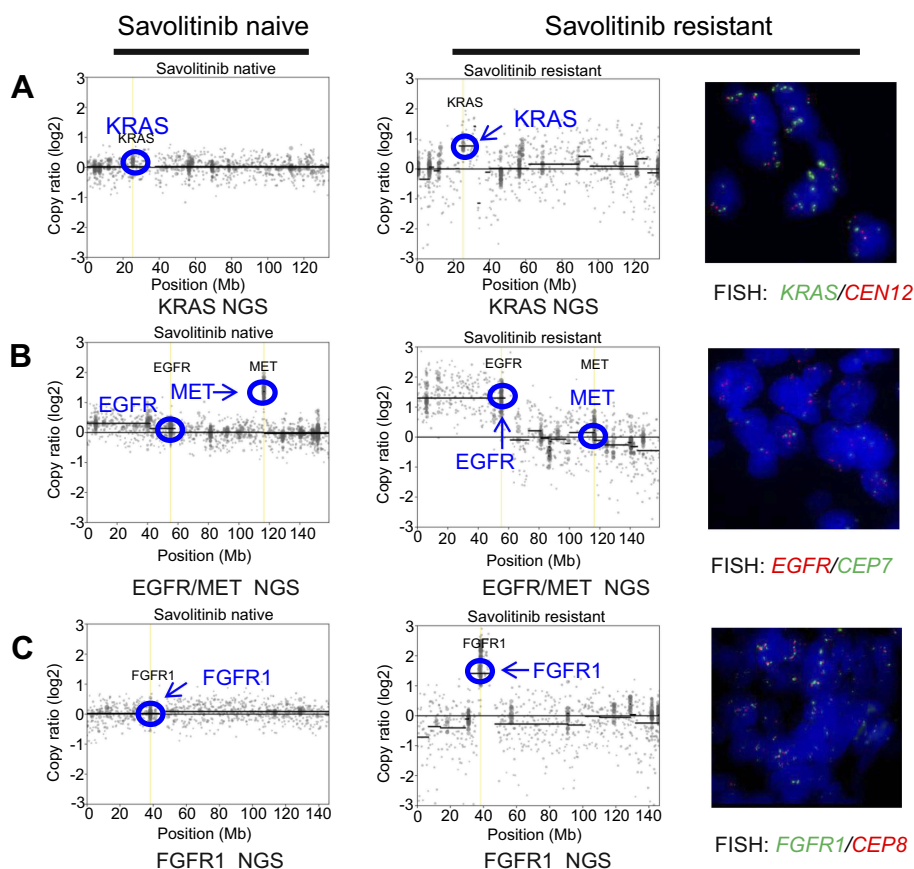 Savolitinib naive
Savolitinib resistant
A
Savolitinib native
3
2
1
0
-1
-2
-3
Copy ratio (log2)
KRAS
KRAS
0 20 40 60 80 100 120
Position (Mb)
KRAS NGS
Savolitinib resistant
3
2
1
0
-1
-2
-3
Copy ratio (log2)
KRAS
KRAS
0 20 40 60 80 100 120
Position (Mb)
KRAS NGS
FISH: KRAS/CEN12
B
Savolitinib native
3
2
1
0
-1
-2
-3
Copy ratio (log2)
EGFR
MET
MET
EGFR
0 20 40 60 80 100 120 140
Position (Mb)
EGFR/MET NGS
Savolitinib resistant
3
2
1
0
-1
-2
-3
Copy ratio (log2)
EGFR
MET
MET
EGFR
0 20 40 60 80 100 120 140
Position (Mb)
EGFR/MET NGS
FISH: EGFR/CEP7
C
Savolitinib native
3
2
1
0
-1
-2
-3
Copy ratio (log2)
FGFR1
FGFR1
0 20 40 60 80 100 120 140
Position (Mb)
FGFR1 NGS
Savolitinib resistant
3
2
1
0
-1
-2
-3
Copy ratio (log2)
FGFR1
FGFR1
0 20 40 60 80 100 120 140
Position (Mb)
FGFR1 NGS
FISH: FGFR1/CEP8